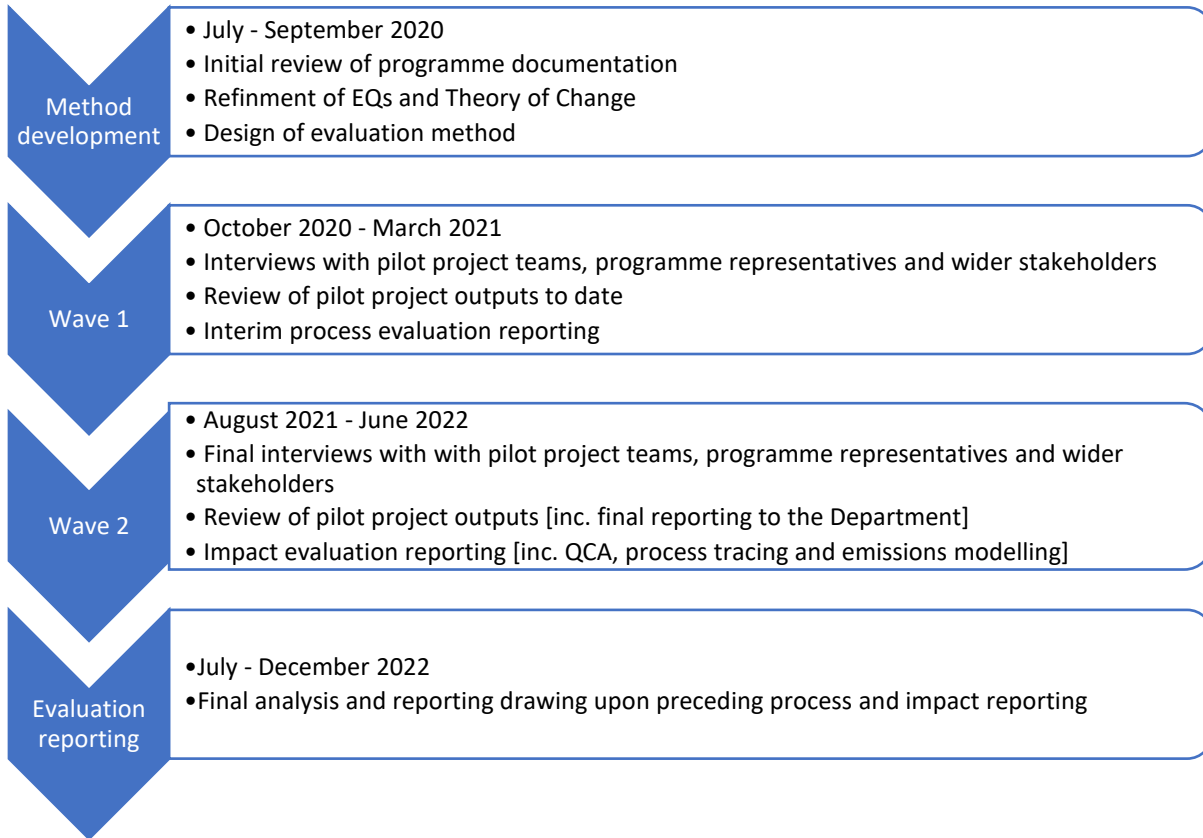 Method
development
• July - September 2020
• Initial review of programme documentation
• Refinment of EQs and Theory of Change
• Design of evaluation method
Wave 1
• October 2020 - March 2021
• Interviews with pilot project teams, programme representatives and wider stakeholders
• Review of pilot project outputs to date
• Interim process evaluation reporting
Wave 2
• August 2021 - June 2022
• Final interviews with with pilot project teams, programme representatives and wider
stakeholders
• Review of pilot project outputs [inc. final reporting to the Department]
• Impact evaluation reporting [inc. QCA, process tracing and emissions modelling]
Evaluation
reporting
•July - December 2022
•Final analysis and reporting drawing upon preceding process and impact reporting